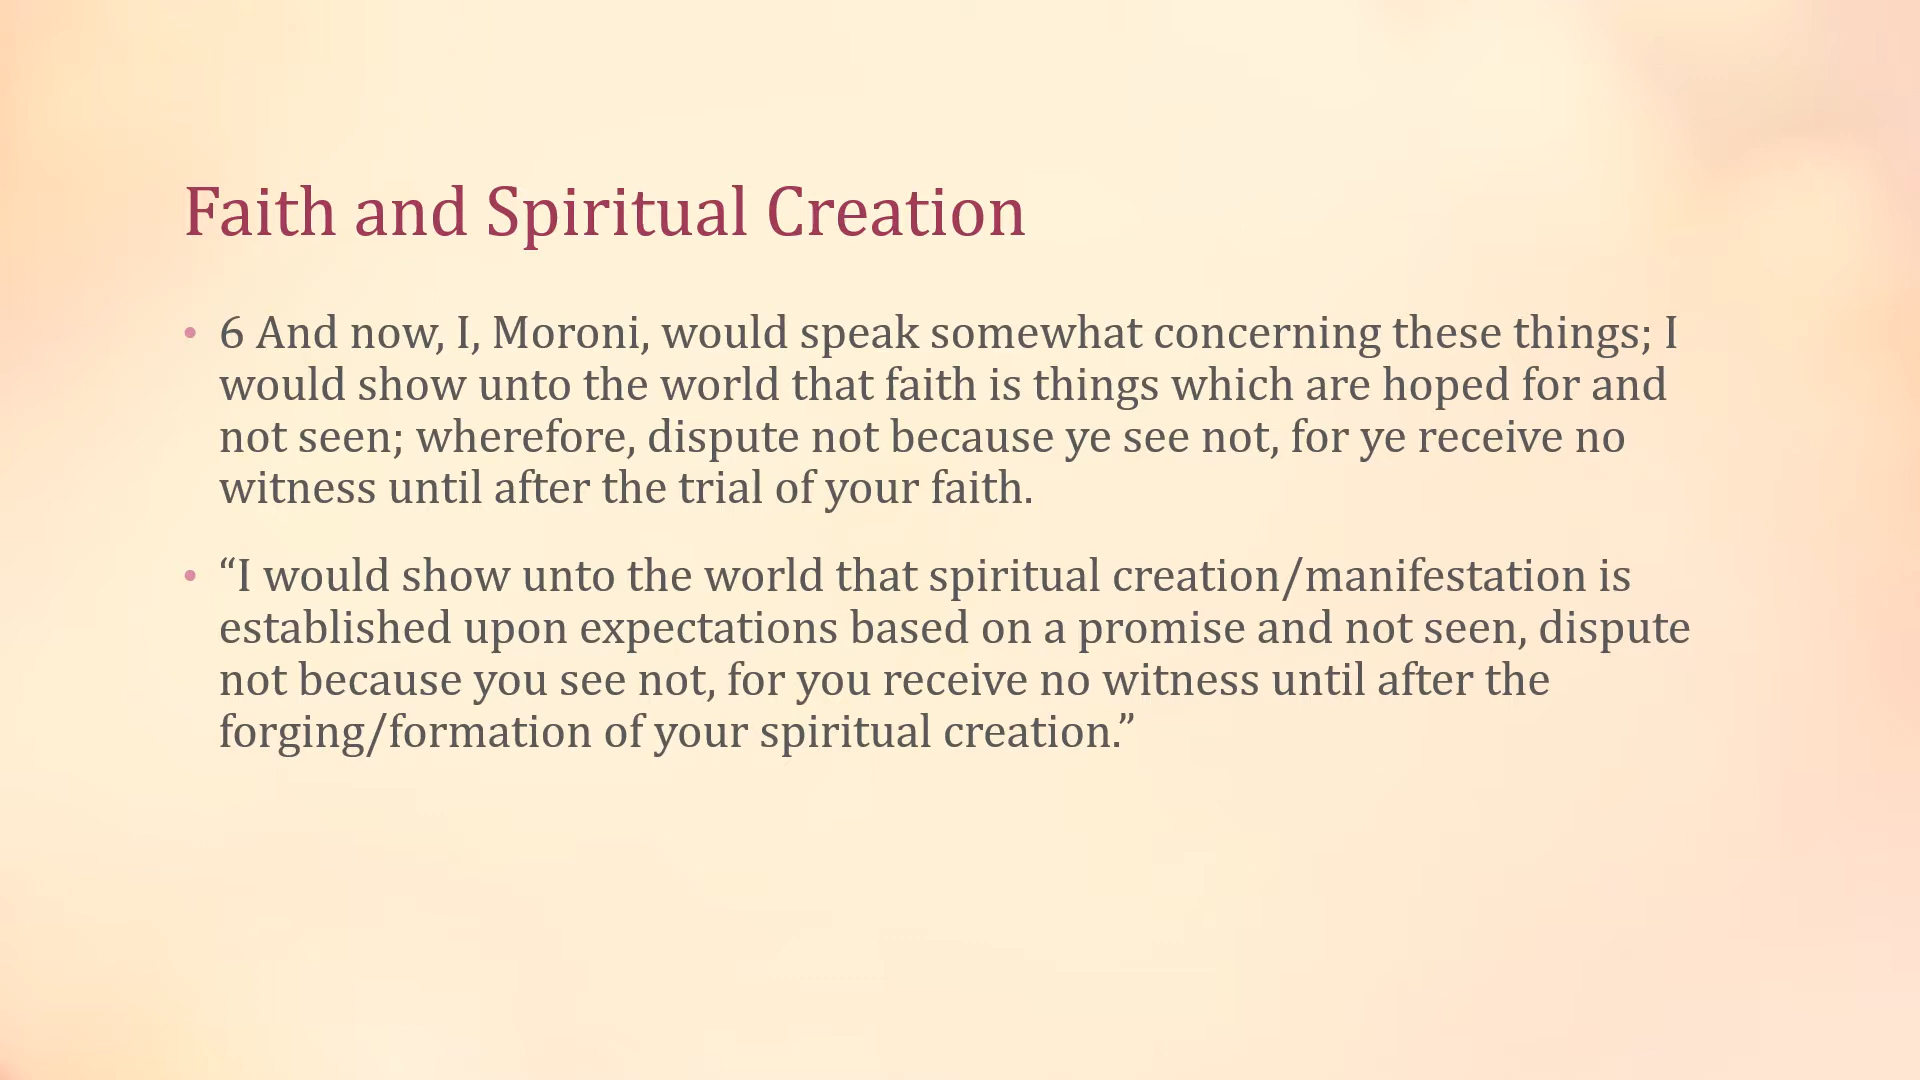 Faith and Spiritual Creation
• 6 And now, I, Moroni, would speak somewhat concerning these things; I
would show unto the world that faith is things which are hoped for and
not seen; wherefore, dispute not because ye see not, for ye receive no
witness until after the trial of your faith.
• “I would show unto the world that spiritual creation/manifestation is
established upon expectations based on a promise and not seen, dispute
not because you see not, for you receive no witness until after the
forging/formation of your spiritual creation.”